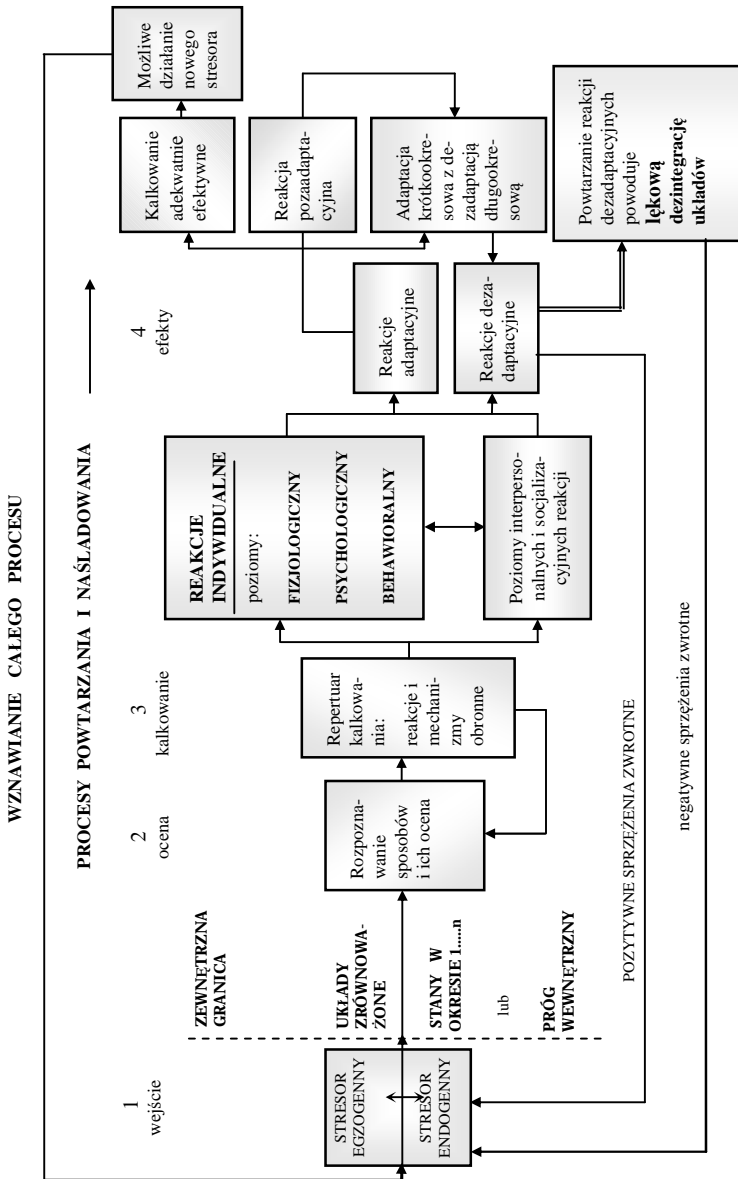 WZNAWIANIE CAŁEGO PROCESU
PROCESY POWTARZANIA I NAŚLADOWANIA
1
wejście
2
ocena
3
kalkowanie
4
efekty
STRESOR
EGZOGENNY
STRESOR
ENDOGENNY
ZEWNĘTRZNA
GRANICA
UKŁADY
ZRÓWNOWA-
ŻONE
STANY W
OKRESIE 1.....n
lub
PRÓG
WEWNĘTRZNY
Rozpozna-
wanie
sposobów
i ich ocena
Repertuar
kalkowa-
nia:
reakcje i
mechani-
zmy
obronne
REAKCJE
INDYWIDUALNE
poziomy:
FIZJOLOGICZNY
PSYCHOLOGICZNY
BEHAWIORALNY
Poziomy interperso-
nalnych i socjaliza-
cyjnych reakcji
Reakcje
adaptacyjne
Reakcje deza-
daptacyjne
Kalkowanie
adekwatnie
efektywne
Możliwe
działanie
nowego
stresora
Reakcja
pozaadapta-
cyjna
Adaptacja
krótkookre-
sowa z de-
zadaptacją
długookre-
sową
Powtarzanie reakcji
dezadaptacyjnych
powoduje
lękową
dezintegrację
układów
POZYTYWNE SPRZĘŻENIA ZWROTNE
negatywne sprzężenia zwrotne